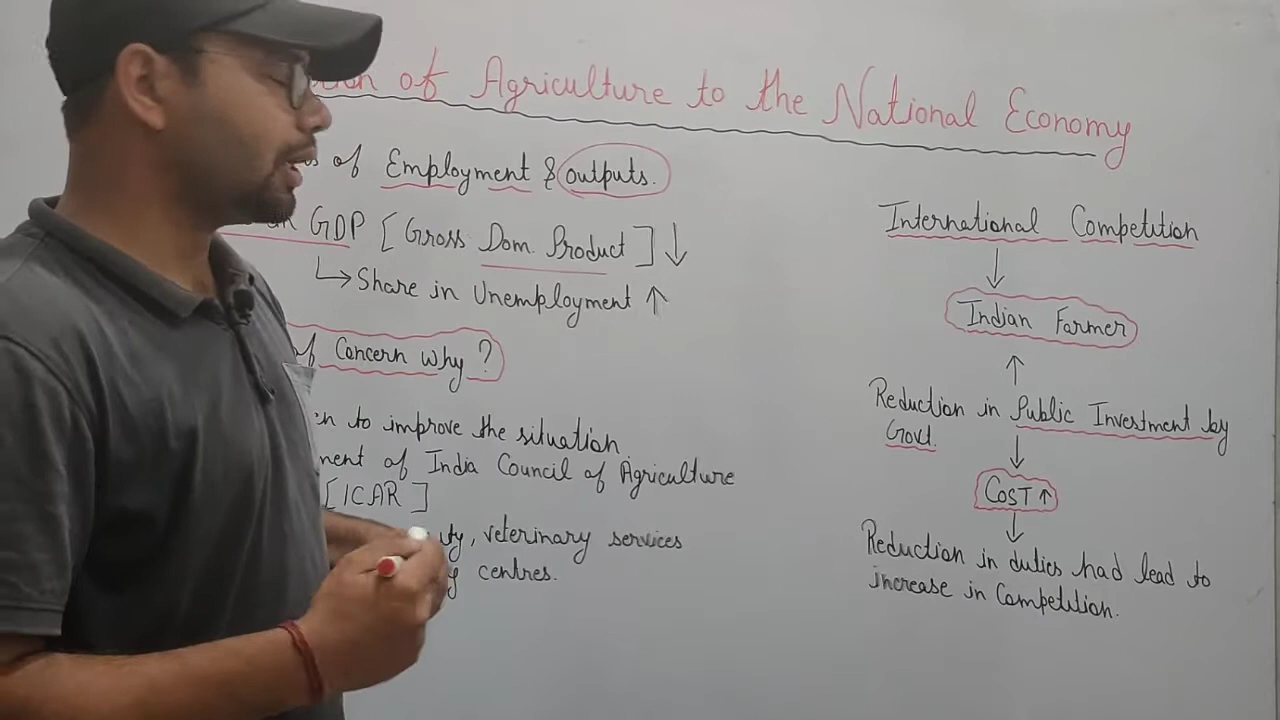 of Agriculture to the National Economy
of Employment & outputs.
GDP [Gross Dom. Product] ↓
↳ Share in Unemployment ↑
of Concern why ?
to improve the situation
of India Council of Agriculture
[ICAR]
, veterinary services
centres.
International Competition
↓
Indian Farmer
↑
Reduction in Public Investment by
Govt.
↓
COST ↑
↓
Reduction in duties had lead to
increase in Competition.